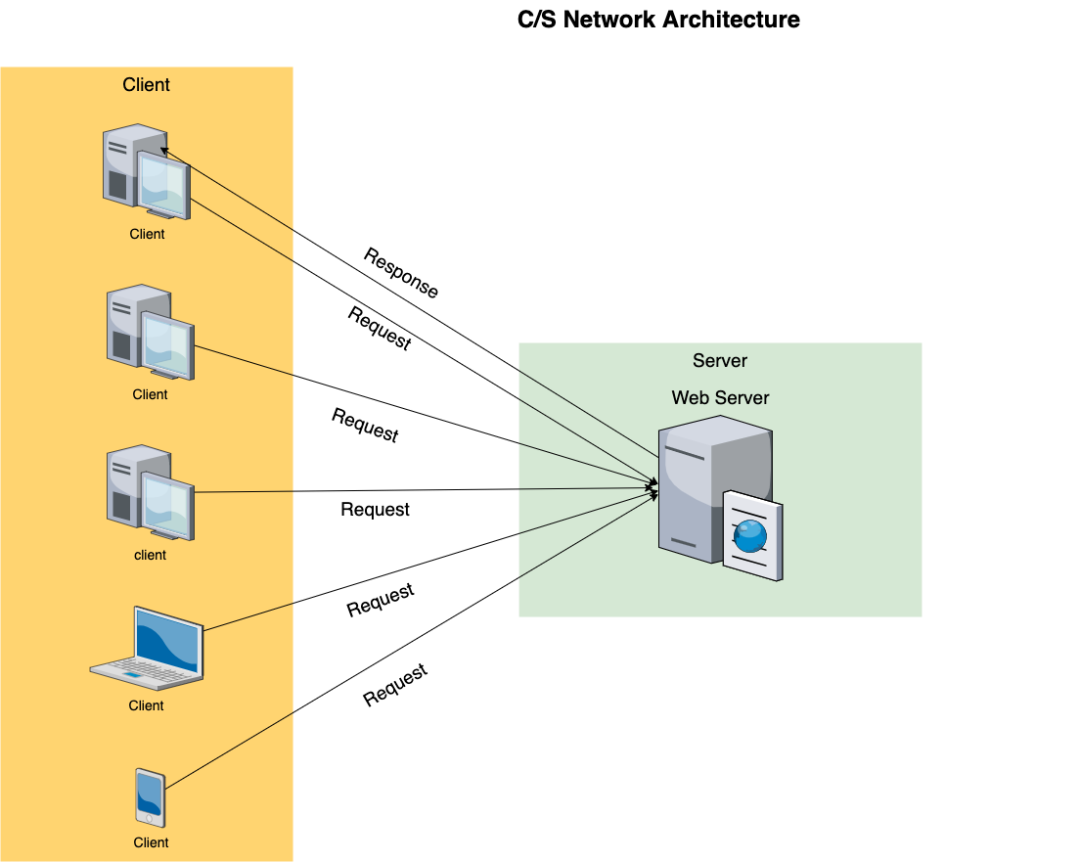 C/S Network Architecture
Client
Client
Response
Request
Server
Client
Web Server
Request
Request
client
Request
Client
Request
Client